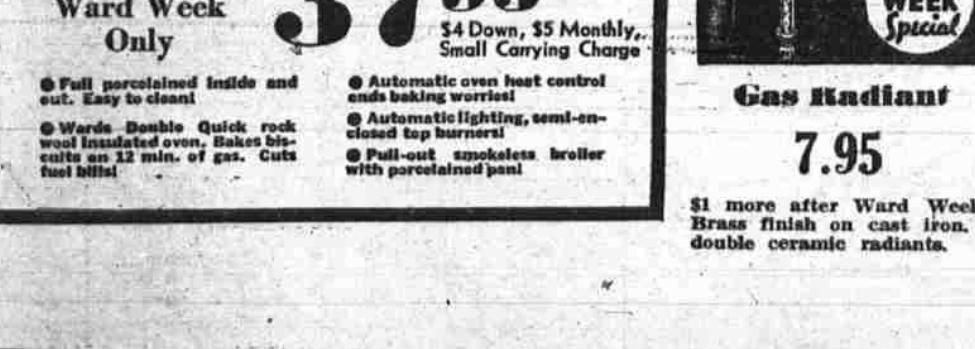 Ward Week
Only
$4 Down, $5 Monthly,
Small Carrying Charge
● Full porcelained inside and
out. Easy to clean!
● Wards Double Quick rock
wool insulated oven. Bakes bis-
cuits on 12 min. of gas. Cuts
fuel bills!
● Automatic oven heat control
ends baking worries!
● Automatic lighting, semi-en-
closed top burners!
● Pull-out smokeless broiler
with porcelained pan!
WEEK
Special
Gas Radiant
7.95
$1 more after Ward Week
Brass finish on cast iron.
double ceramic radiants.